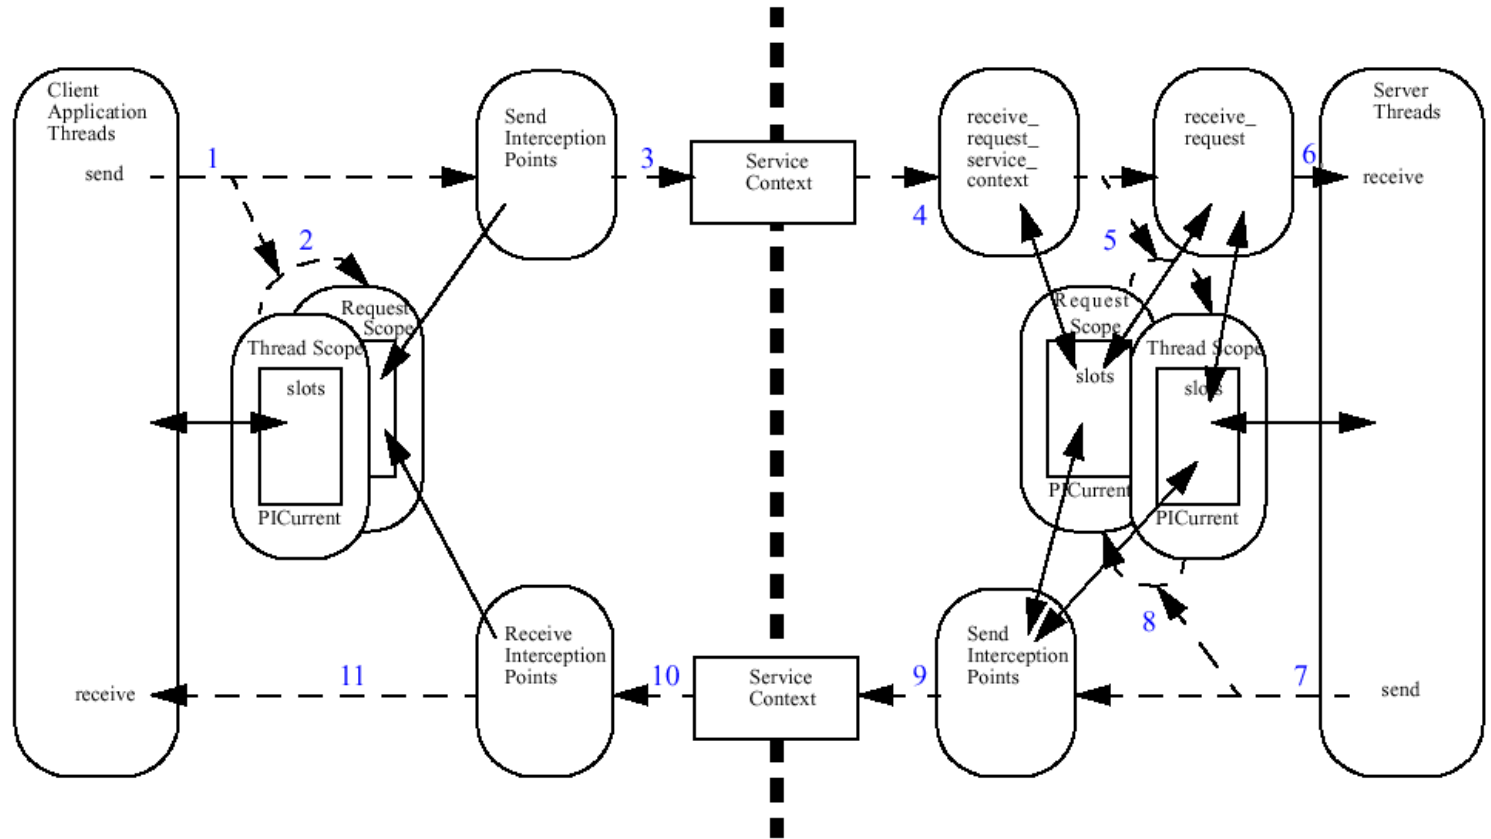 Client
Application
Threads
send
1
2
Send
Interception
Points
3
Service
Context
4
receive_
request_
service_
context
5
receive_
request
6
Server
Threads
receive
Request
Scope
Thread Scope
slots
PICurrent
Request
Scope
slots
PICurrent
Thread Scope
slots
PICurrent
send
7
8
Send
Interception
Points
9
Service
Context
10
Receive
Interception
Points
11
receive